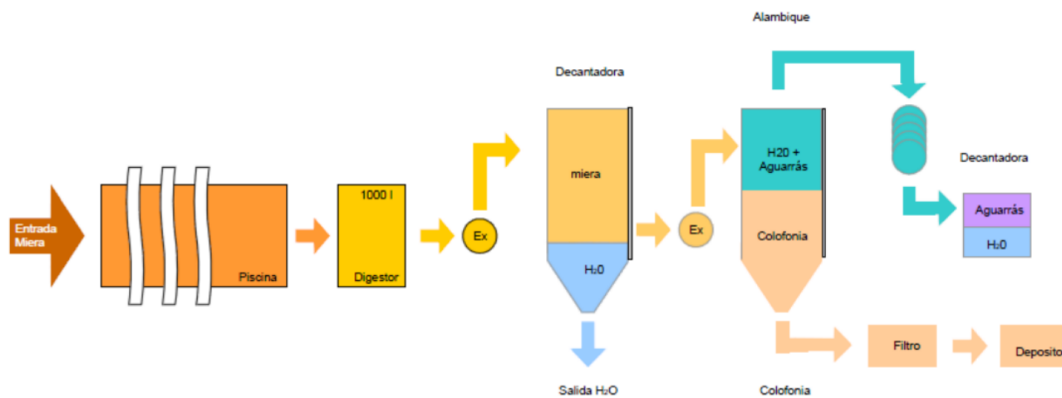 Alambique
Decantadora
Decantadora
1000 l
H20 +
Aguarrás
miera
Entrada
Miera
Aguarrás
Ex
Ex
Colofonia
H₂0
Piscina
Digestor
H₂0
Filtro
Deposito
Salida H₂O
Colofonia